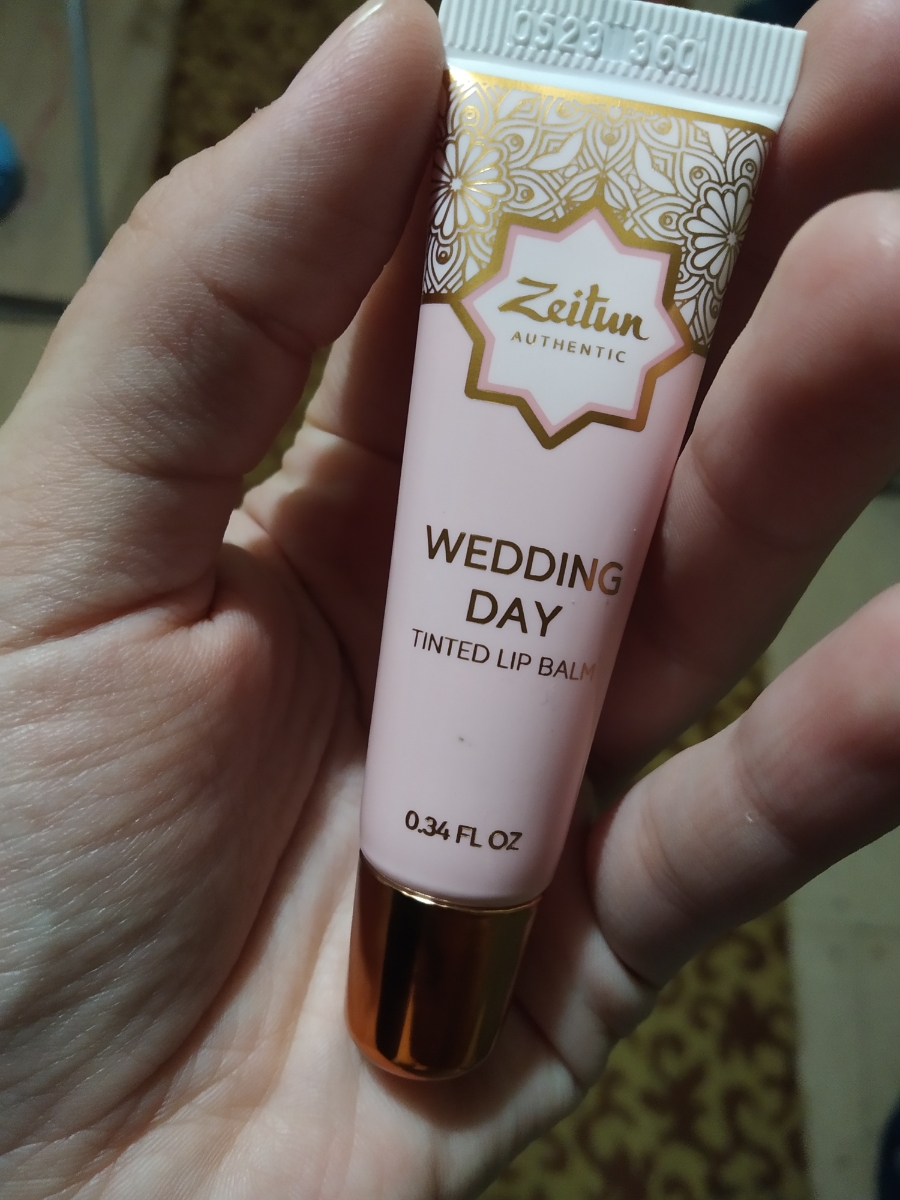 0523 360
Zeitun
AUTHENTIC
WEDDING
DAY
TINTED LIP BALM
0.34 FL OZ